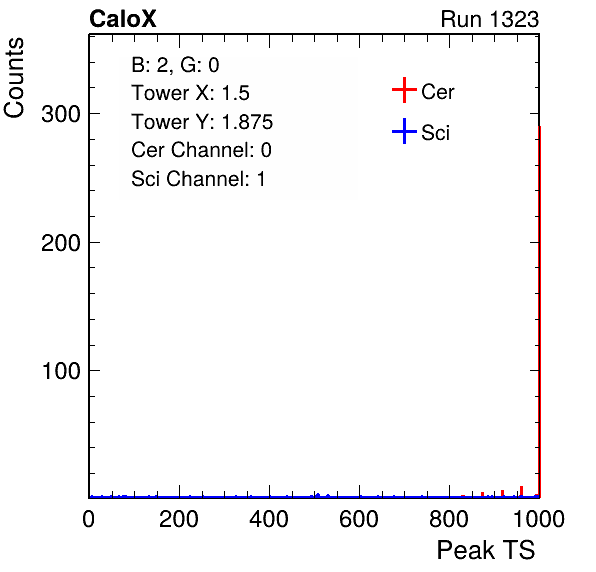 CaloX Run 1323
Counts
B: 2, G: 0
Tower X: 1.5
Tower Y: 1.875
Cer Channel: 0
Sci Channel: 1
Cer
Sci
300
200
100
0 200 400 600 800 1000
Peak TS